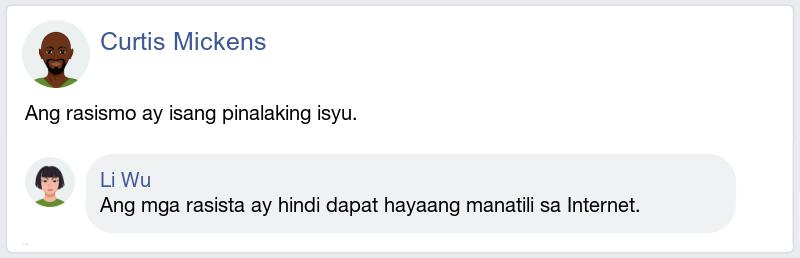 Curtis Mickens
Ang rasismo ay isang pinalaking isyu.
Li Wu
Ang mga rasista ay hindi dapat hayaang manatili sa Internet.